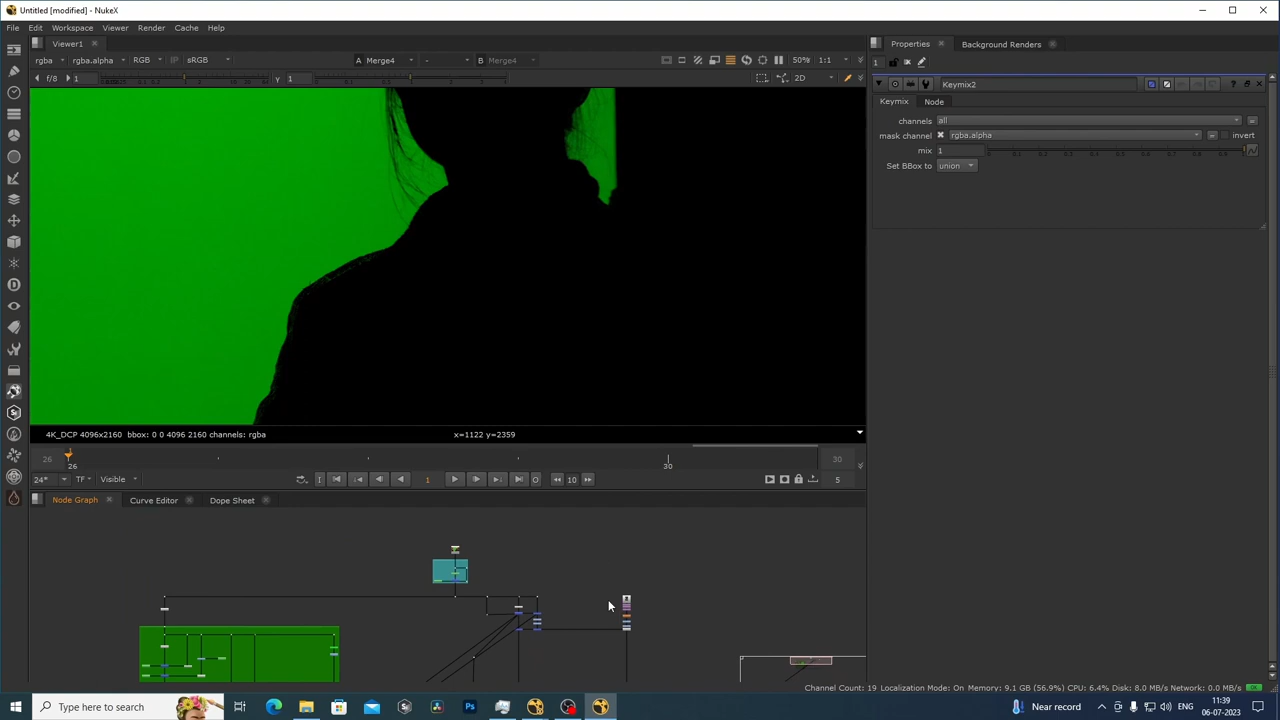 Untitled [modified] - NukeX
File Edit Workspace Viewer Render Cache Help
Viewer1
rgba rgba.alpha RGB IP sRGB A Merge4 - B Merge4 50% 1:1
f/8 1 Y 1 2D
4K_DCP 4096x2160 bbox: 0 0 4096 2160 channels: rgba x=1122 y=2359
26 30 30
26
24* TF Visible 1 10 5
Node Graph Curve Editor Dope Sheet
Properties Background Renders
1
Keymix2
Keymix Node
channels all
mask channel rgba.alpha invert
mix 1
Set BBox to union
Channel Count: 19 Localization Mode: On Memory: 9.1 GB (56.9%) CPU: 6.4% Disk: 8.0 MB/s Network: 0.0 MB/s
Type here to search
Near record
ENG
11:39
06-07-2023